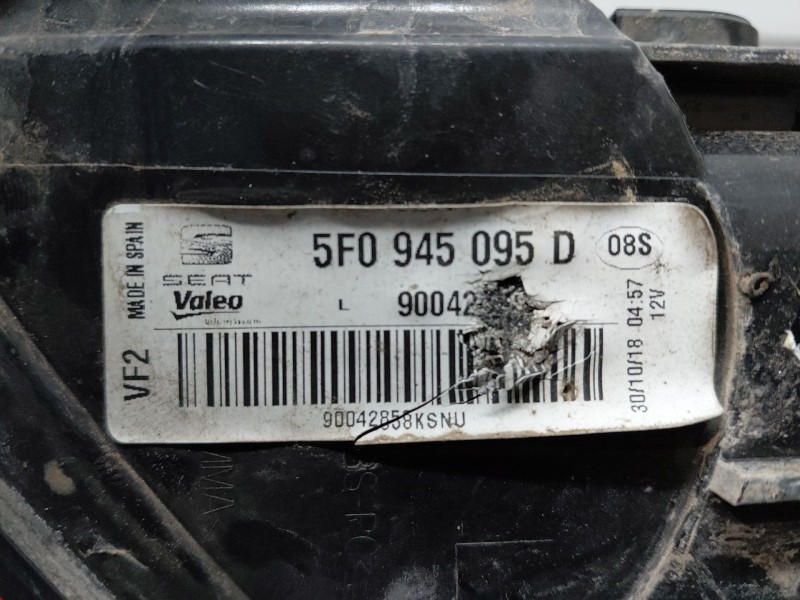 5F0 945 095 D 08S
SEAT
Valeo
L 90042
90042858KSNU
MADE IN SPAIN
VF2
30/10/18 04:57
12V